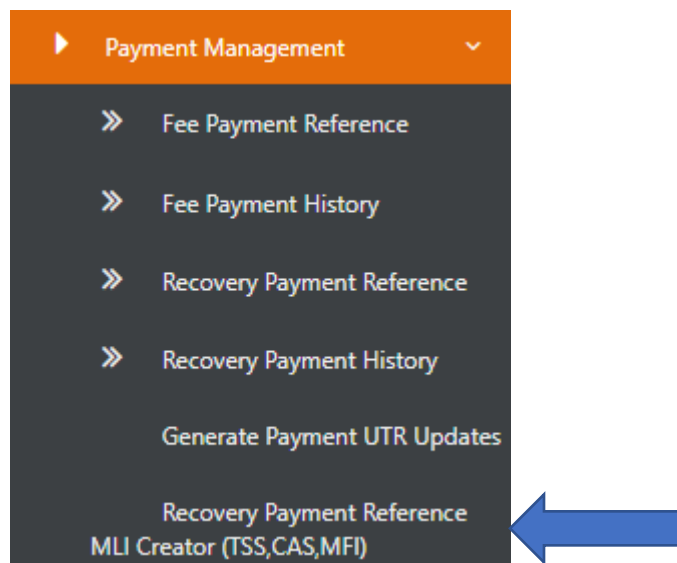 Payment Management
Fee Payment Reference
Fee Payment History
Recovery Payment Reference
Recovery Payment History
Generate Payment UTR Updates
Recovery Payment Reference
MLI Creator (TSS,CAS,MFI)